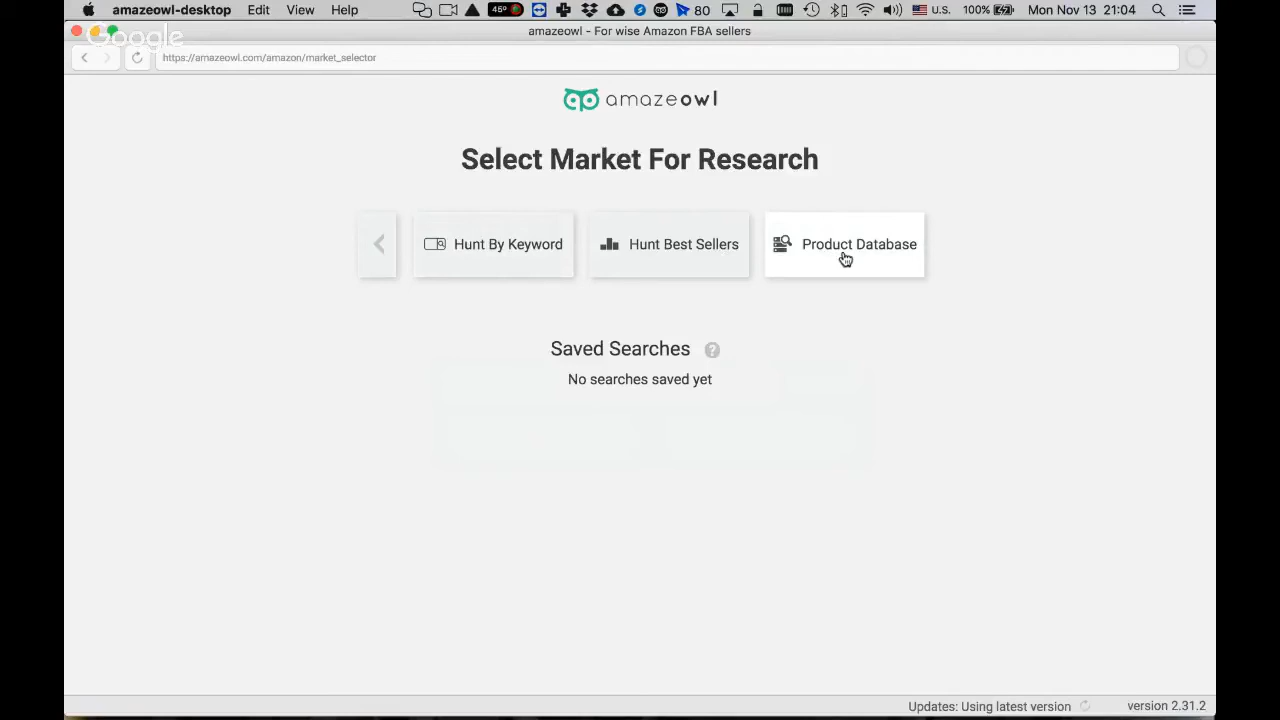 amazeowl-desktop Edit View Help 45° 80 U.S. 100% Mon Nov 13 21:04
amazeowl - For wise Amazon FBA sellers
Google
https://amazeowl.com/amazon/market_selector
amazeowl
Select Market For Research
Hunt By Keyword
Hunt Best Sellers
Product Database
Saved Searches ?
No searches saved yet
Updates: Using latest version version 2.31.2